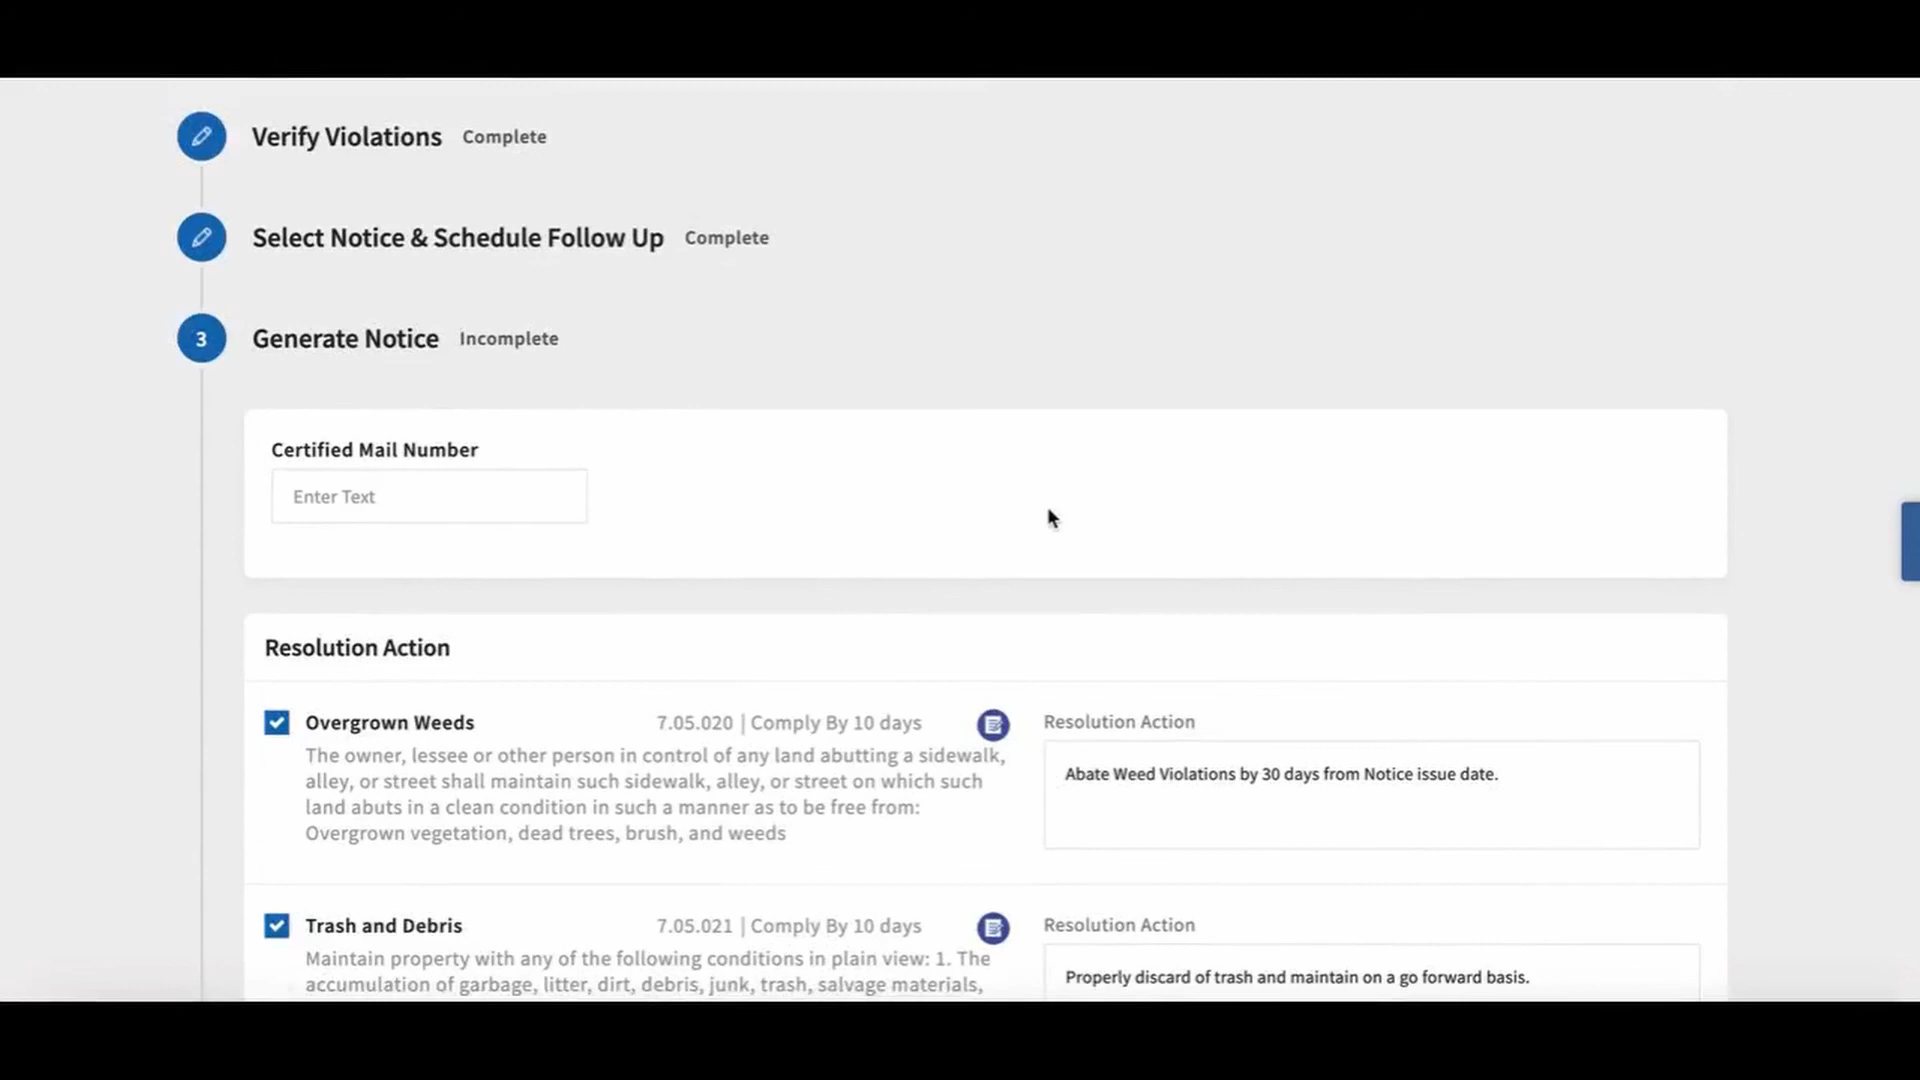 Verify Violations Complete
Select Notice & Schedule Follow Up Complete
3 Generate Notice Incomplete
Certified Mail Number
Enter Text
Resolution Action
Overgrown Weeds 7.05.020 | Comply By 10 days
The owner, lessee or other person in control of any land abutting a sidewalk,
alley, or street shall maintain such sidewalk, alley, or street on which such
land abuts in a clean condition in such a manner as to be free from:
Overgrown vegetation, dead trees, brush, and weeds
Resolution Action
Abate Weed Violations by 30 days from Notice issue date.
Trash and Debris 7.05.021 | Comply By 10 days
Maintain property with any of the following conditions in plain view: 1. The
accumulation of garbage, litter, dirt, debris, junk, trash, salvage materials,
Resolution Action
Properly discard of trash and maintain on a go forward basis.